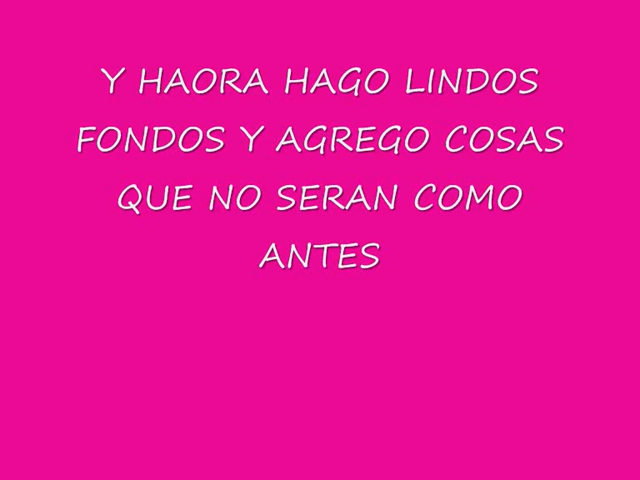 Y HAORA HAGO LINDOS
FONDOS Y AGREGO COSAS
QUE NO SERAN COMO
ANTES